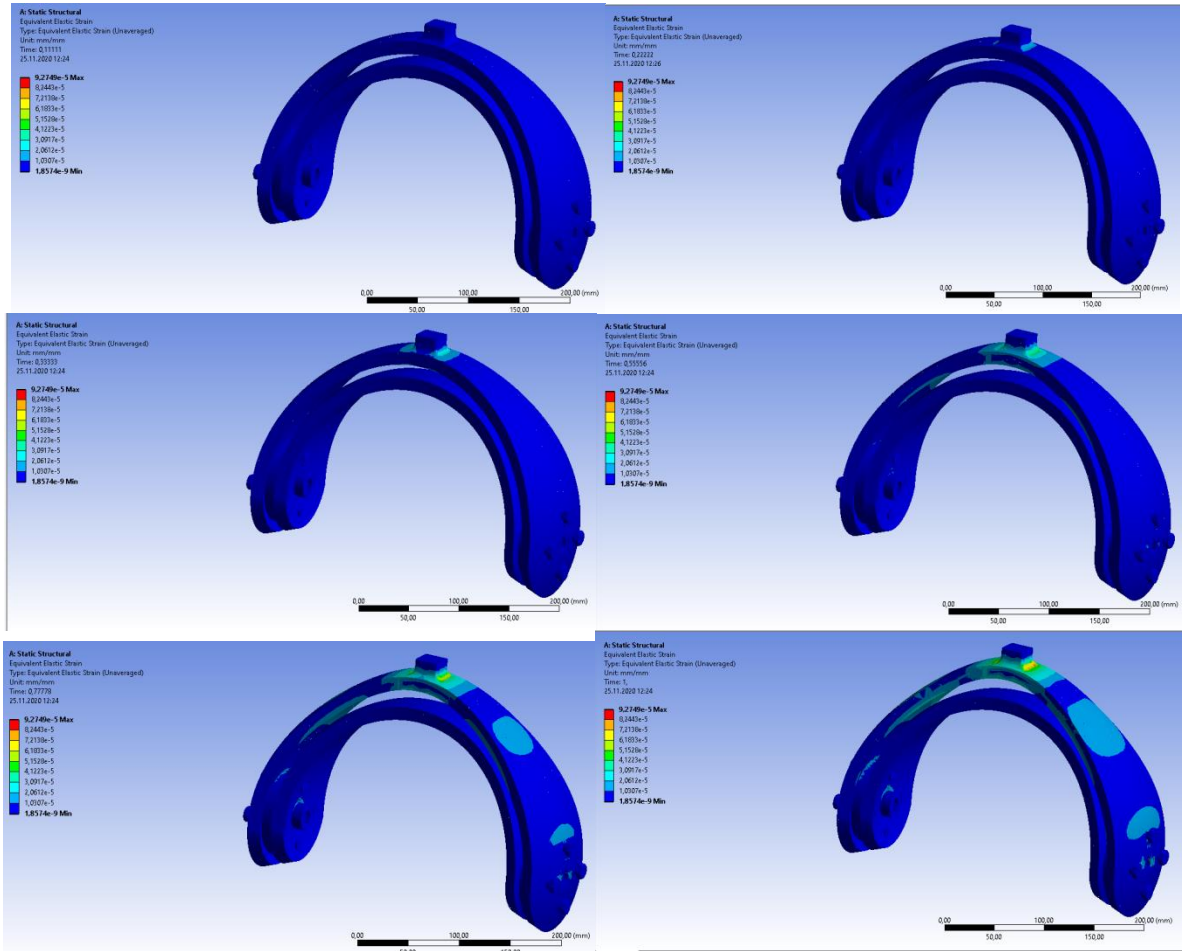 A: Static Structural
Equivalent Elastic Strain
Type: Equivalent Elastic Strain (Unaveraged)
Unit: mm/mm
Time: 0,11111
25.11.2020 12:24
9,2749e-5 Max
8,2443e-5
7,2138e-5
6,1833e-5
5,1528e-5
4,1223e-5
3,0917e-5
2,0612e-5
1,0307e-5
1,8574e-9 Min
0,00
100,00
200,00 (mm)
50,00
150,00
A: Static Structural
Equivalent Elastic Strain
Type: Equivalent Elastic Strain (Unaveraged)
Unit: mm/mm
Time: 0,22222
25.11.2020 12:26
9,2749e-5 Max
8,2443e-5
7,2138e-5
6,1833e-5
5,1528e-5
4,1223e-5
3,0917e-5
2,0612e-5
1,0307e-5
1,8574e-9 Min
0,00
100,00
200,00 (mm)
50,00
150,00
A: Static Structural
Equivalent Elastic Strain
Type: Equivalent Elastic Strain (Unaveraged)
Unit: mm/mm
Time: 0,33333
25.11.2020 12:24
9,2749e-5 Max
8,2443e-5
7,2138e-5
6,1833e-5
5,1528e-5
4,1223e-5
3,0917e-5
2,0612e-5
1,0307e-5
1,8574e-9 Min
0,00
100,00
200,00 (mm)
50,00
150,00
A: Static Structural
Equivalent Elastic Strain
Type: Equivalent Elastic Strain (Unaveraged)
Unit: mm/mm
Time: 0,55556
25.11.2020 12:24
9,2749e-5 Max
8,2443e-5
7,2138e-5
6,1833e-5
5,1528e-5
4,1223e-5
3,0917e-5
2,0612e-5
1,0307e-5
1,8574e-9 Min
0,00
100,00
200,00 (mm)
50,00
150,00
A: Static Structural
Equivalent Elastic Strain
Type: Equivalent Elastic Strain (Unaveraged)
Unit: mm/mm
Time: 0,77778
25.11.2020 12:24
9,2749e-5 Max
8,2443e-5
7,2138e-5
6,1833e-5
5,1528e-5
4,1223e-5
3,0917e-5
2,0612e-5
1,0307e-5
1,8574e-9 Min
0,00
100,00
200,00 (mm)
50,00
150,00
A: Static Structural
Equivalent Elastic Strain
Type: Equivalent Elastic Strain (Unaveraged)
Unit: mm/mm
Time: 1,
25.11.2020 12:24
9,2749e-5 Max
8,2443e-5
7,2138e-5
6,1833e-5
5,1528e-5
4,1223e-5
3,0917e-5
2,0612e-5
1,0307e-5
1,8574e-9 Min
0,00
100,00
200,00 (mm)
50,00
150,00